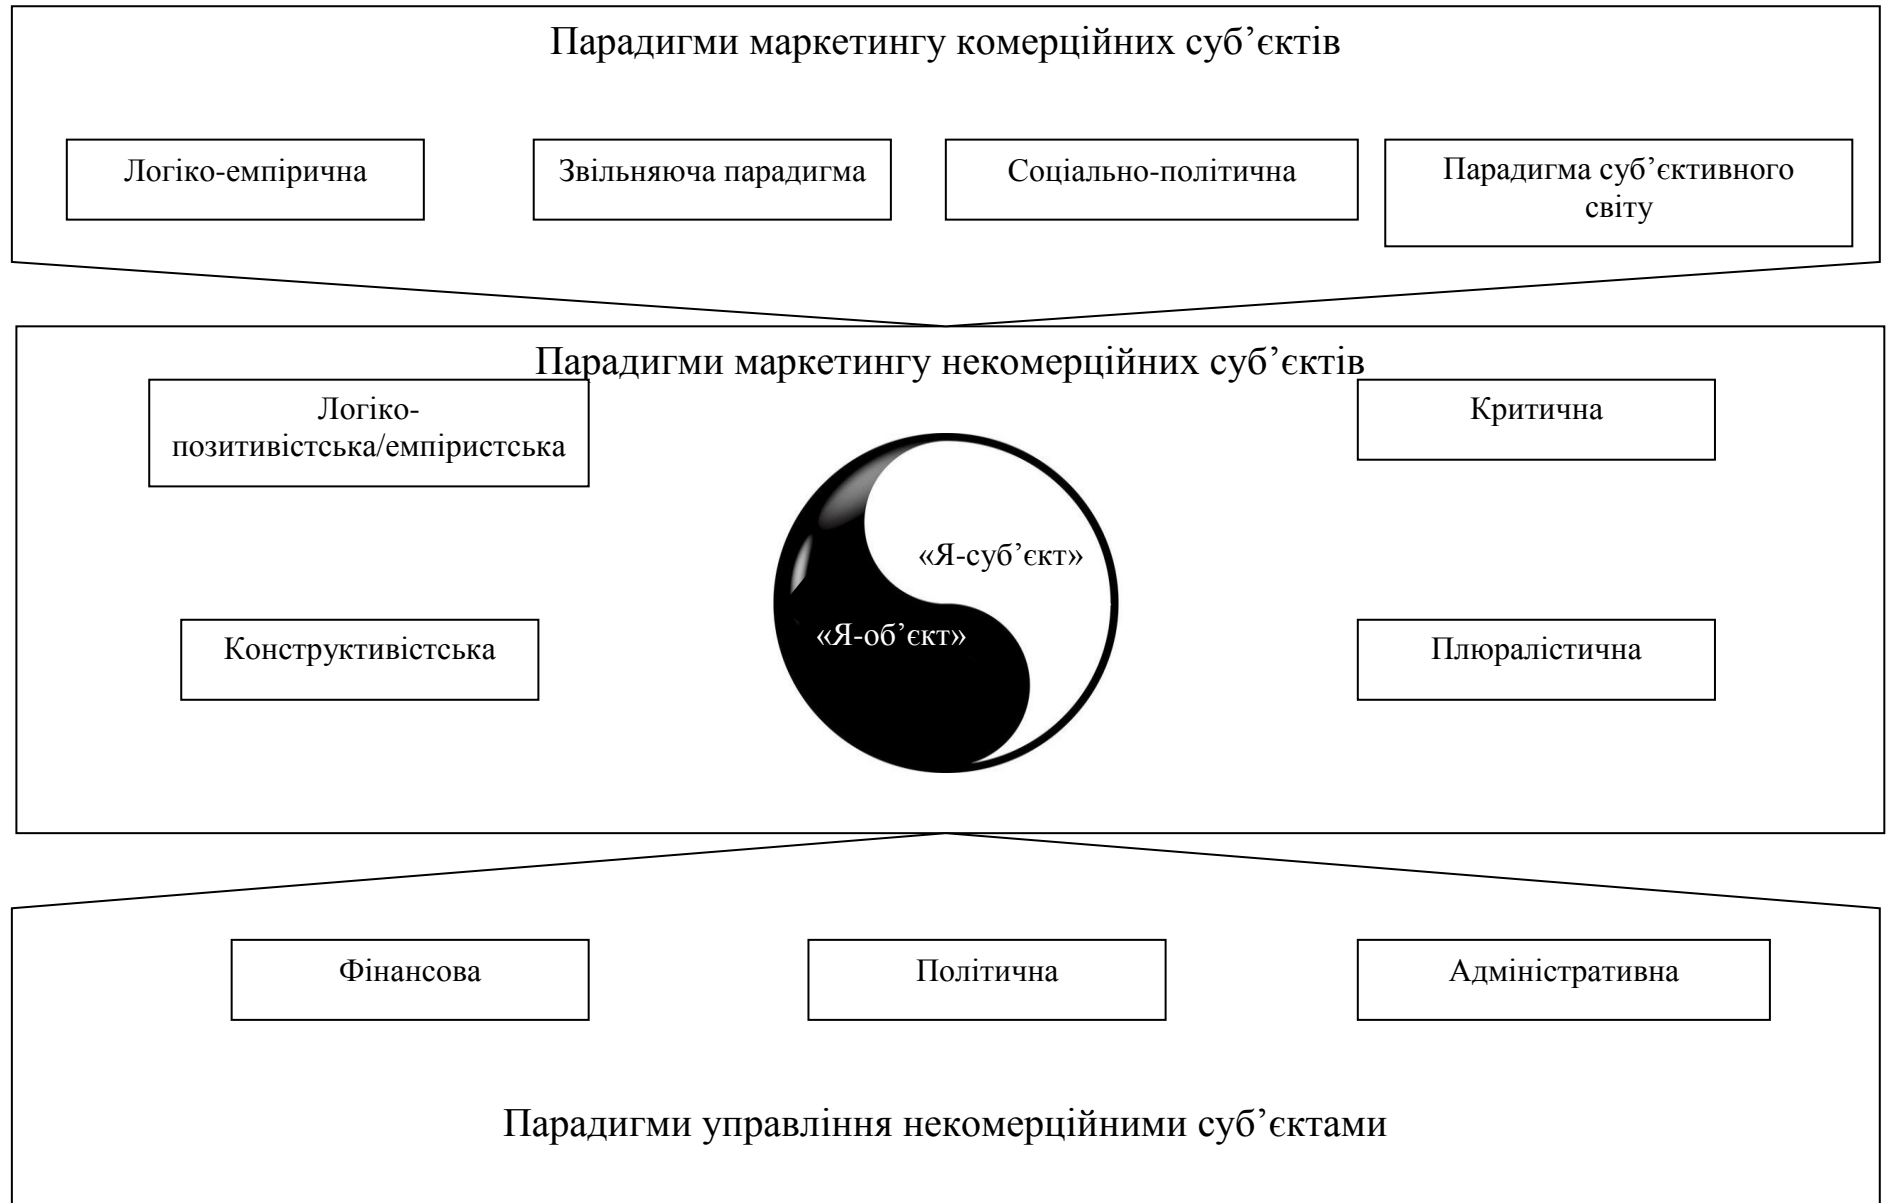 Парадигми маркетингу комерційних суб’єктів
Логіко-емпірична
Звільняюча парадигма
Соціально-політична
Парадигма суб’єктивного
світу
Парадигми маркетингу некомерційних суб’єктів
Логіко-
позитивістська/емпіристська
Критична
«Я-суб’єкт»
«Я-об’єкт»
Конструктивістська
Плюралістична
Фінансова
Політична
Адміністративна
Парадигми управління некомерційними суб’єктами